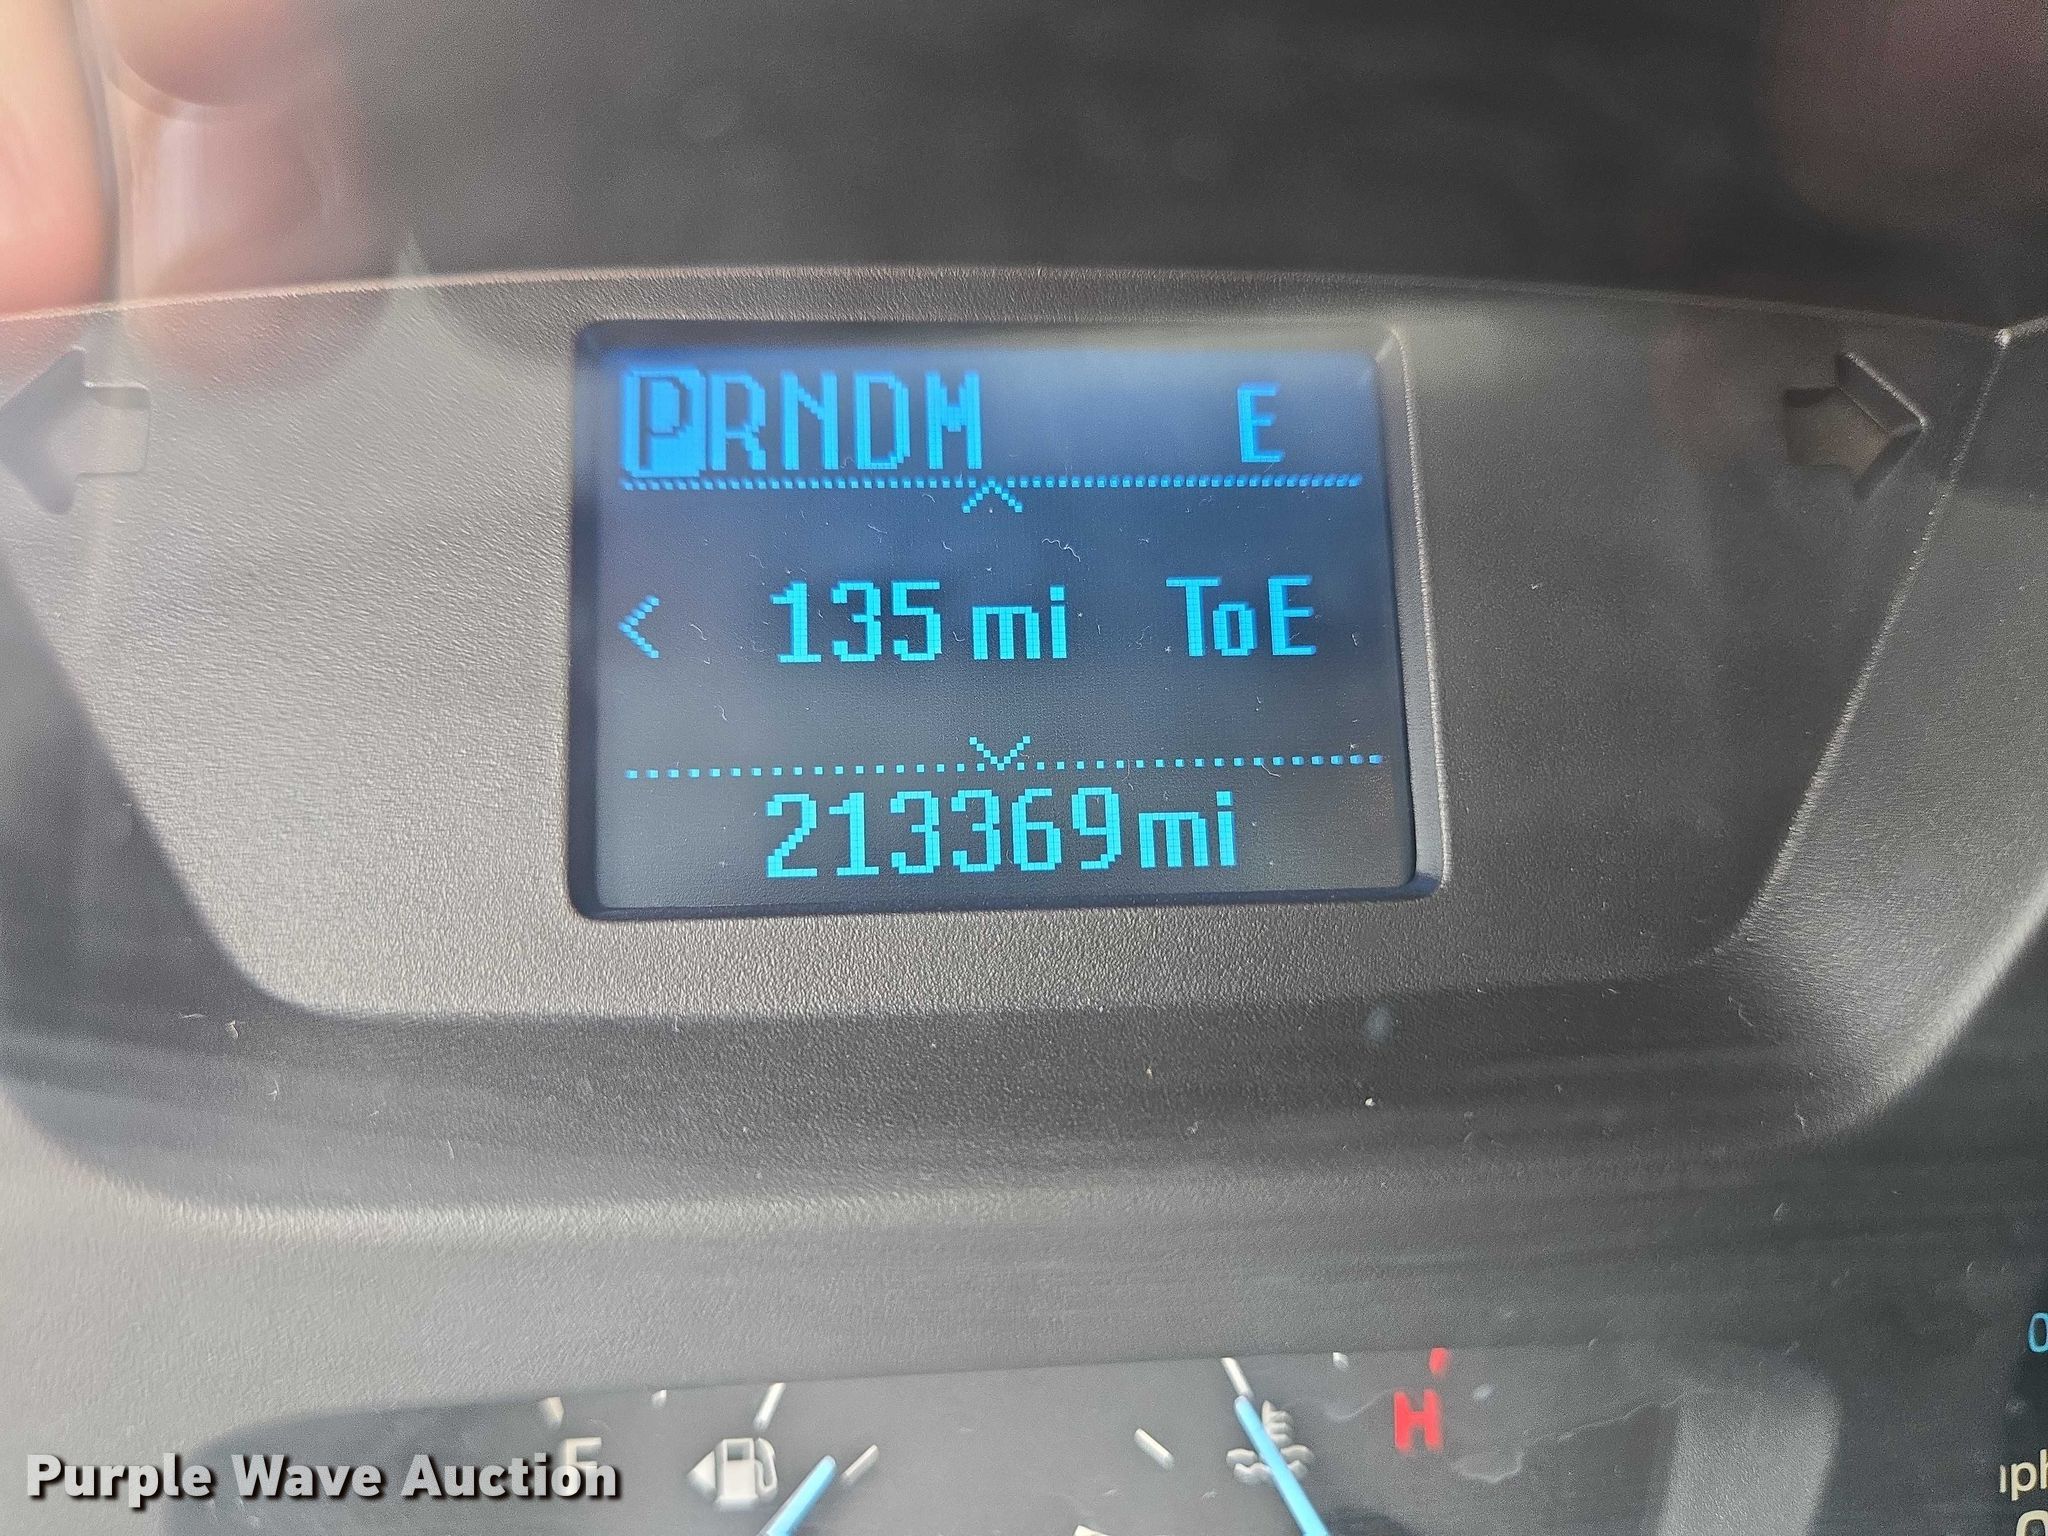 PRNDM E
135 mi ToE
213369mi
H
E
Purple Wave Auction